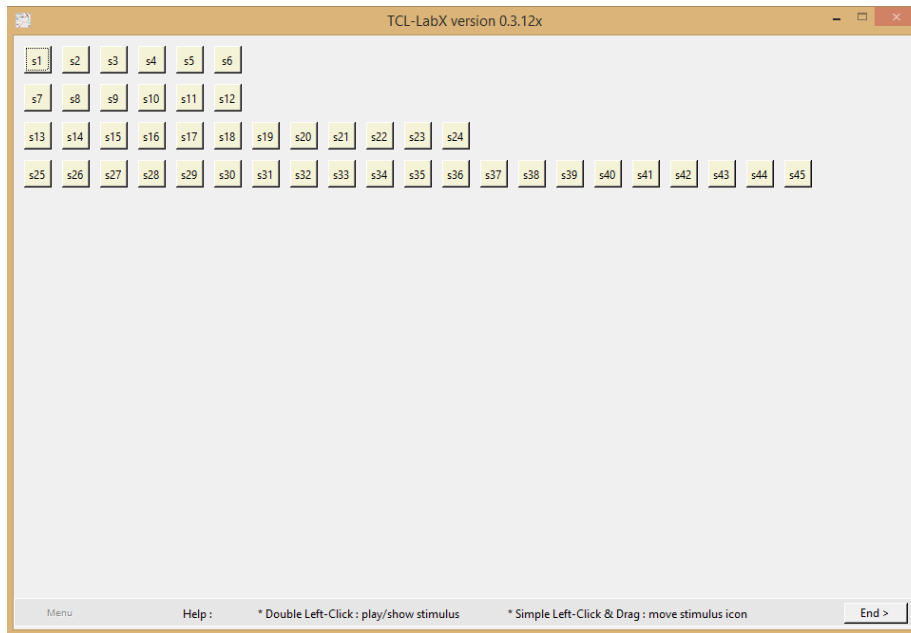 TCL-LabX version 0.3.12x
s1 s2 s3 s4 s5 s6
s7 s8 s9 s10 s11 s12
s13 s14 s15 s16 s17 s18 s19 s20 s21 s22 s23 s24
s25 s26 s27 s28 s29 s30 s31 s32 s33 s34 s35 s36 s37 s38 s39 s40 s41 s42 s43 s44 s45
Menu Help : * Double Left-Click : play/show stimulus * Simple Left-Click & Drag : move stimulus icon End >